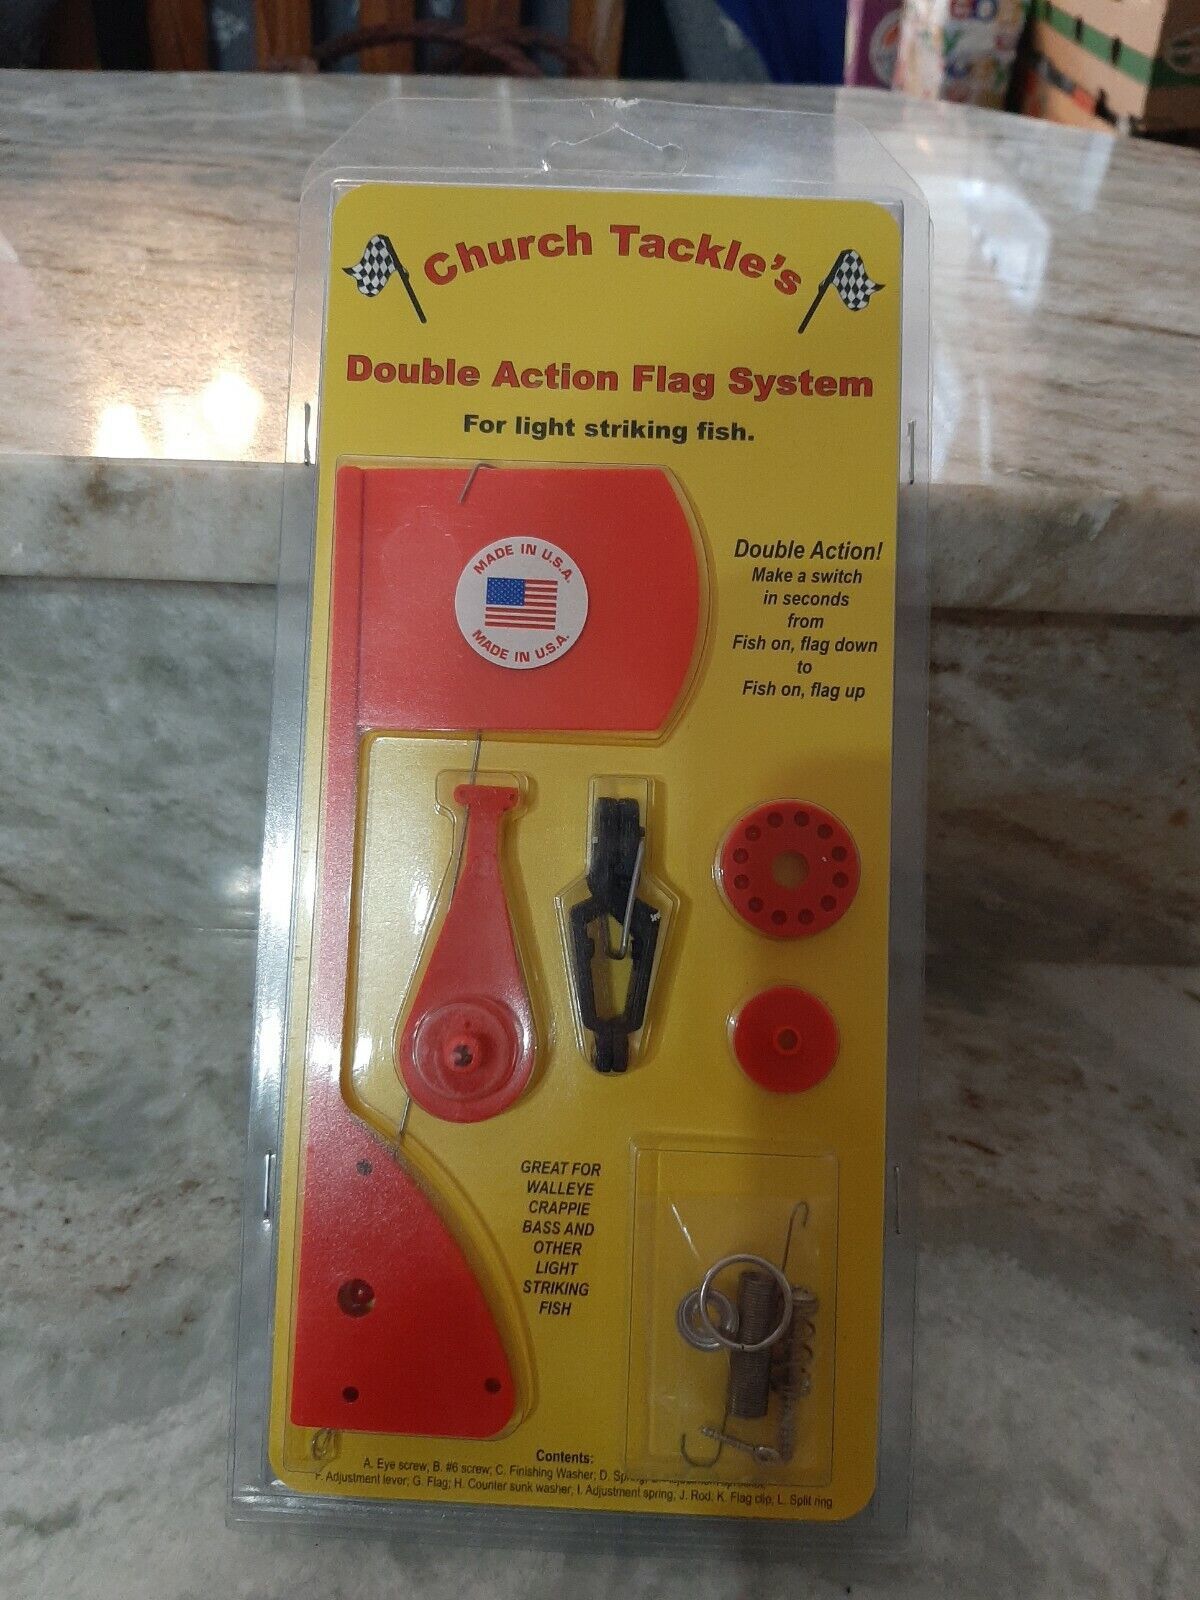 Church Tackle's
Double Action Flag System
For light striking fish.
MADE IN U.S.A.
MADE IN U.S.A.
Double Action!
Make a switch
in seconds
from
Fish on, flag down
to
Fish on, flag up
GREAT FOR
WALLEYE
CRAPPIE
BASS AND
OTHER
LIGHT
STRIKING
FISH
Contents:
A. Eye screw; B. #6 screw; C. Finishing Washer; D. Spring;
F. Adjustment lever; G. Flag; H. Counter sunk washer; I. Adjustment spring; J. Rod; K. Flag clip; L. Split ring